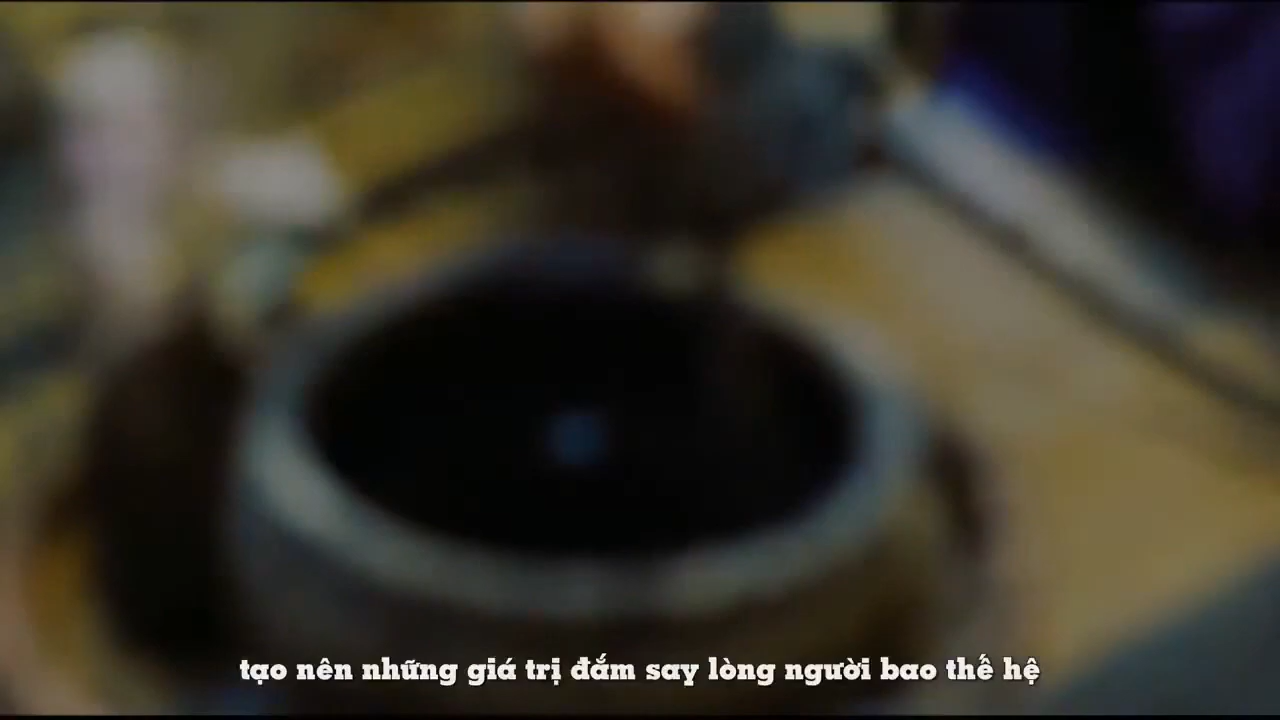 tạo nên những giá trị đắm say lòng người bao thế hệ